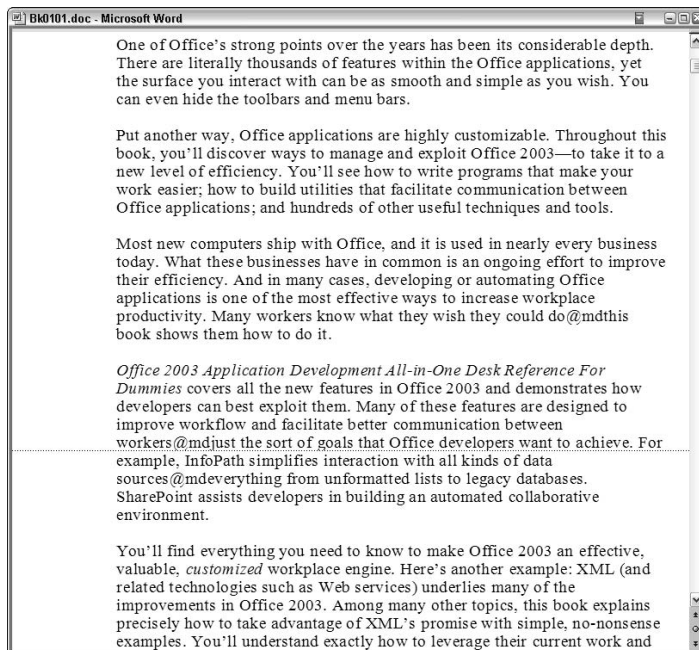 Bk0101.doc - Microsoft Word
One of Office's strong points over the years has been its considerable depth.
There are literally thousands of features within the Office applications, yet
the surface you interact with can be as smooth and simple as you wish. You
can even hide the toolbars and menu bars.
Put another way, Office applications are highly customizable. Throughout this
book, you'll discover ways to manage and exploit Office 2003—to take it to a
new level of efficiency. You'll see how to write programs that make your
work easier; how to build utilities that facilitate communication between
Office applications; and hundreds of other useful techniques and tools.
Most new computers ship with Office, and it is used in nearly every business
today. What these businesses have in common is an ongoing effort to improve
their efficiency. And in many cases, developing or automating Office
applications is one of the most effective ways to increase workplace
productivity. Many workers know what they wish they could do@mdthis
book shows them how to do it.
Office 2003 Application Development All-in-One Desk Reference For
Dummies covers all the new features in Office 2003 and demonstrates how
developers can best exploit them. Many of these features are designed to
improve workflow and facilitate better communication between
workers@mdjust the sort of goals that Office developers want to achieve. For
example, InfoPath simplifies interaction with all kinds of data
sources@mdeverything from unformatted lists to legacy databases.
SharePoint assists developers in building an automated collaborative
environment.
You'll find everything you need to know to make Office 2003 an effective,
valuable, customized workplace engine. Here's another example: XML (and
related technologies such as Web services) underlies many of the
improvements in Office 2003. Among many other topics, this book explains
precisely how to take advantage of XML's promise with simple, no-nonsense
examples. You'll understand exactly how to leverage their current work and